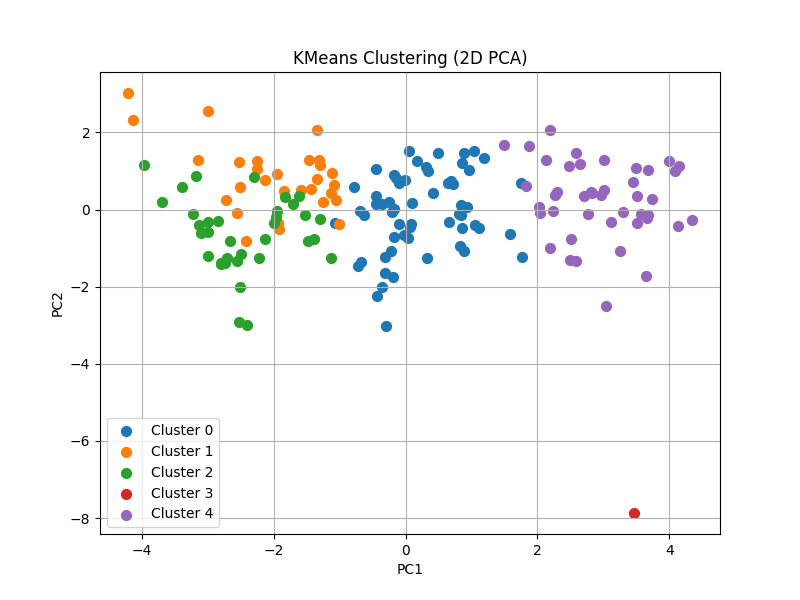 KMeans Clustering (2D PCA)
PC2
2
0
−2
−4
−6
−8
Cluster 0
Cluster 1
Cluster 2
Cluster 3
Cluster 4
−4 −2 0 2 4
PC1